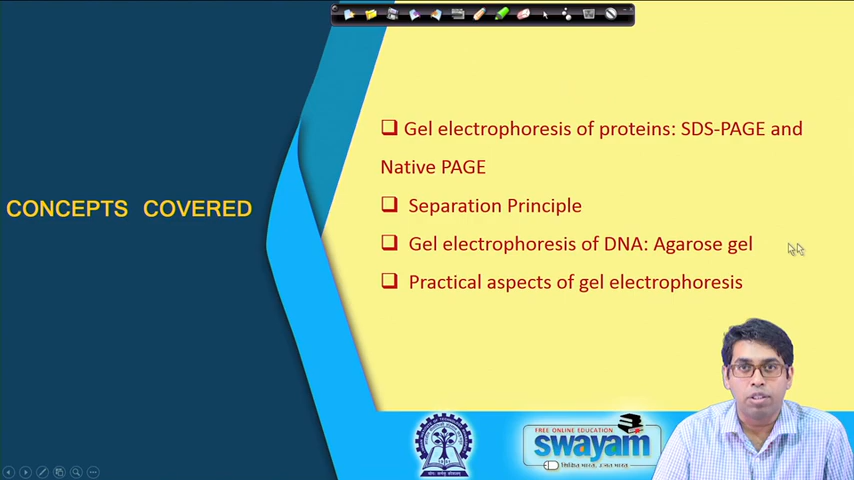 CONCEPTS COVERED
❑ Gel electrophoresis of proteins: SDS-PAGE and
Native PAGE
❑ Separation Principle
❑ Gel electrophoresis of DNA: Agarose gel
❑ Practical aspects of gel electrophoresis
FREE ONLINE EDUCATION
swayam